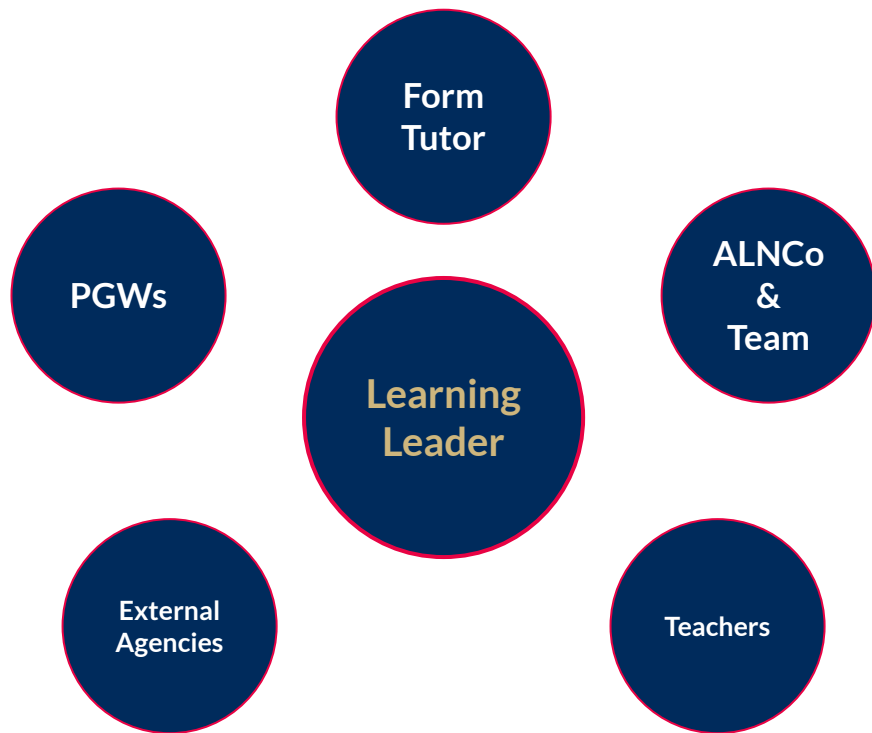 Form
Tutor
PGWs
ALNCo
&
Team
Learning
Leader
External
Agencies
Teachers